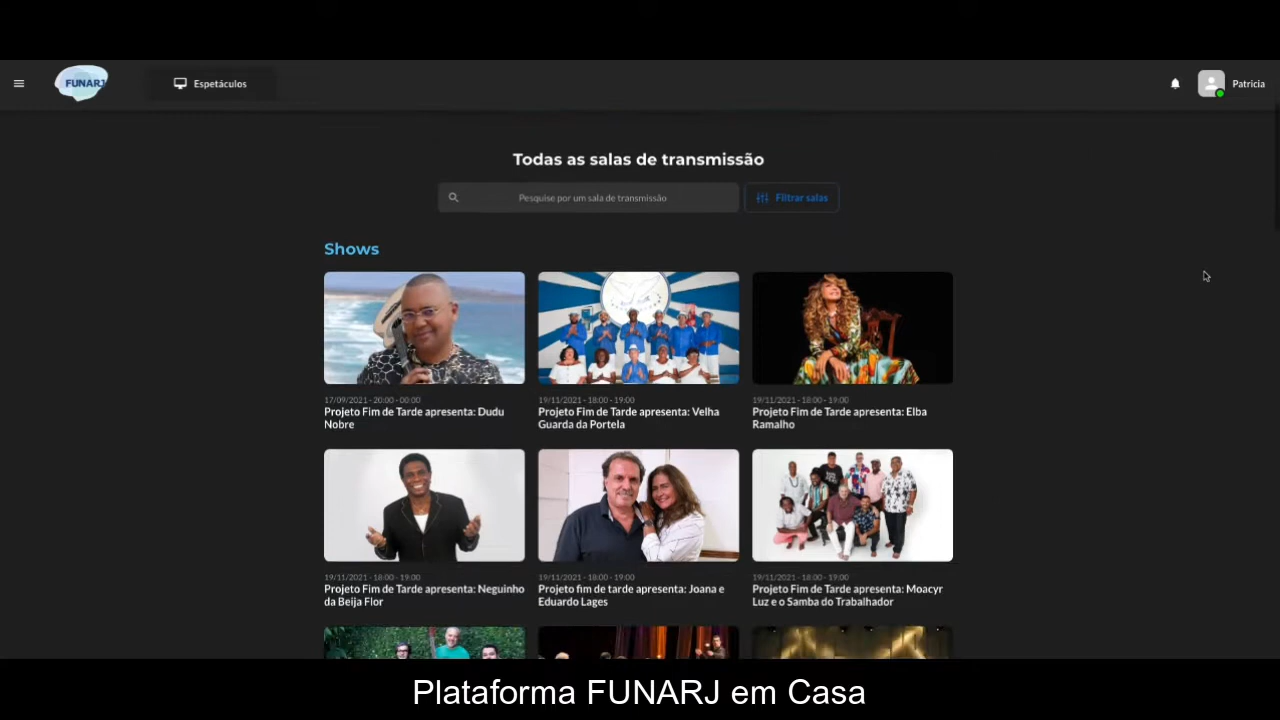 FUNARJ
Espetáculos
Patricia
Todas as salas de transmissão
Pesquise por um sala de transmissão
Filtrar salas
Shows
17/09/2021 - 20:00 - 00:00
Projeto Fim de Tarde apresenta: Dudu
Nobre
19/11/2021 - 18:00 - 19:00
Projeto Fim de Tarde apresenta: Velha
Guarda da Portela
19/11/2021 - 18:00 - 19:00
Projeto Fim de Tarde apresenta: Elba
Ramalho
19/11/2021 - 18:00 - 19:00
Projeto Fim de Tarde apresenta: Neguinho
da Beija Flor
19/11/2021 - 18:00 - 19:00
Projeto fim de tarde apresenta: Joana e
Eduardo Lages
19/11/2021 - 18:00 - 19:00
Projeto Fim de Tarde apresenta: Moacyr
Luz e o Samba do Trabalhador
Plataforma FUNARJ em Casa